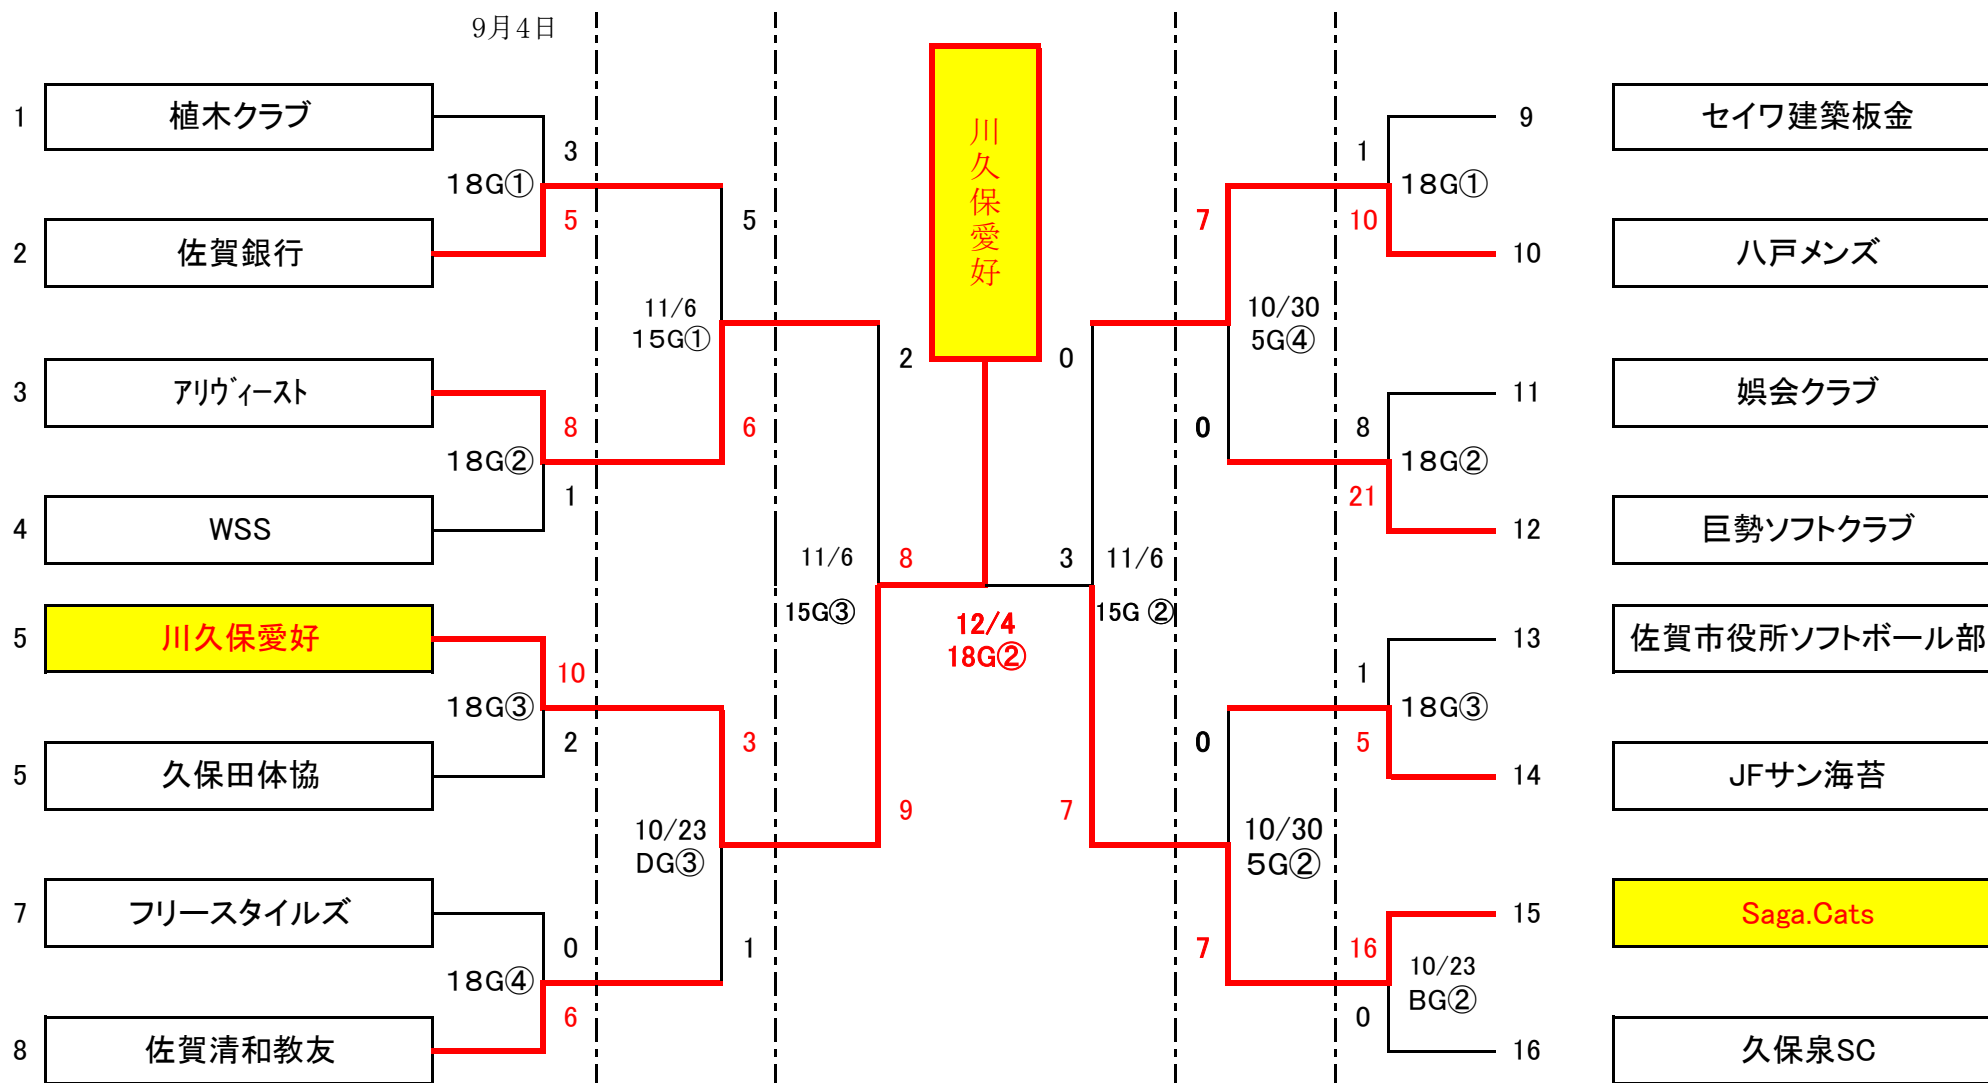 9月4日
1
植木クラブ
3
18G①
5
2
佐賀銀行
5
11/6
15G①
3
アリヴィースト
8
6
18G②
1
4
WSS
5
川久保愛好
10
18G③
2
3
5
久保田体協
10/23
DG③
7
フリースタイルズ
0
1
18G④
6
8
佐賀清和教友
2
11/6
15G③
8
9
川久保愛好
12/4
18G②
0
3
11/6
15G②
7
7
10/30
5G④
0
0
10/30
5G②
7
1
18G①
10
8
18G②
21
1
18G③
5
16
10/23
BG②
0
9
セイワ建築板金
10
八戸メンズ
11
娯会クラブ
12
巨勢ソフトクラブ
13
佐賀市役所ソフトボール部
14
JFサン海苔
15
Saga.Cats
16
久保泉SC